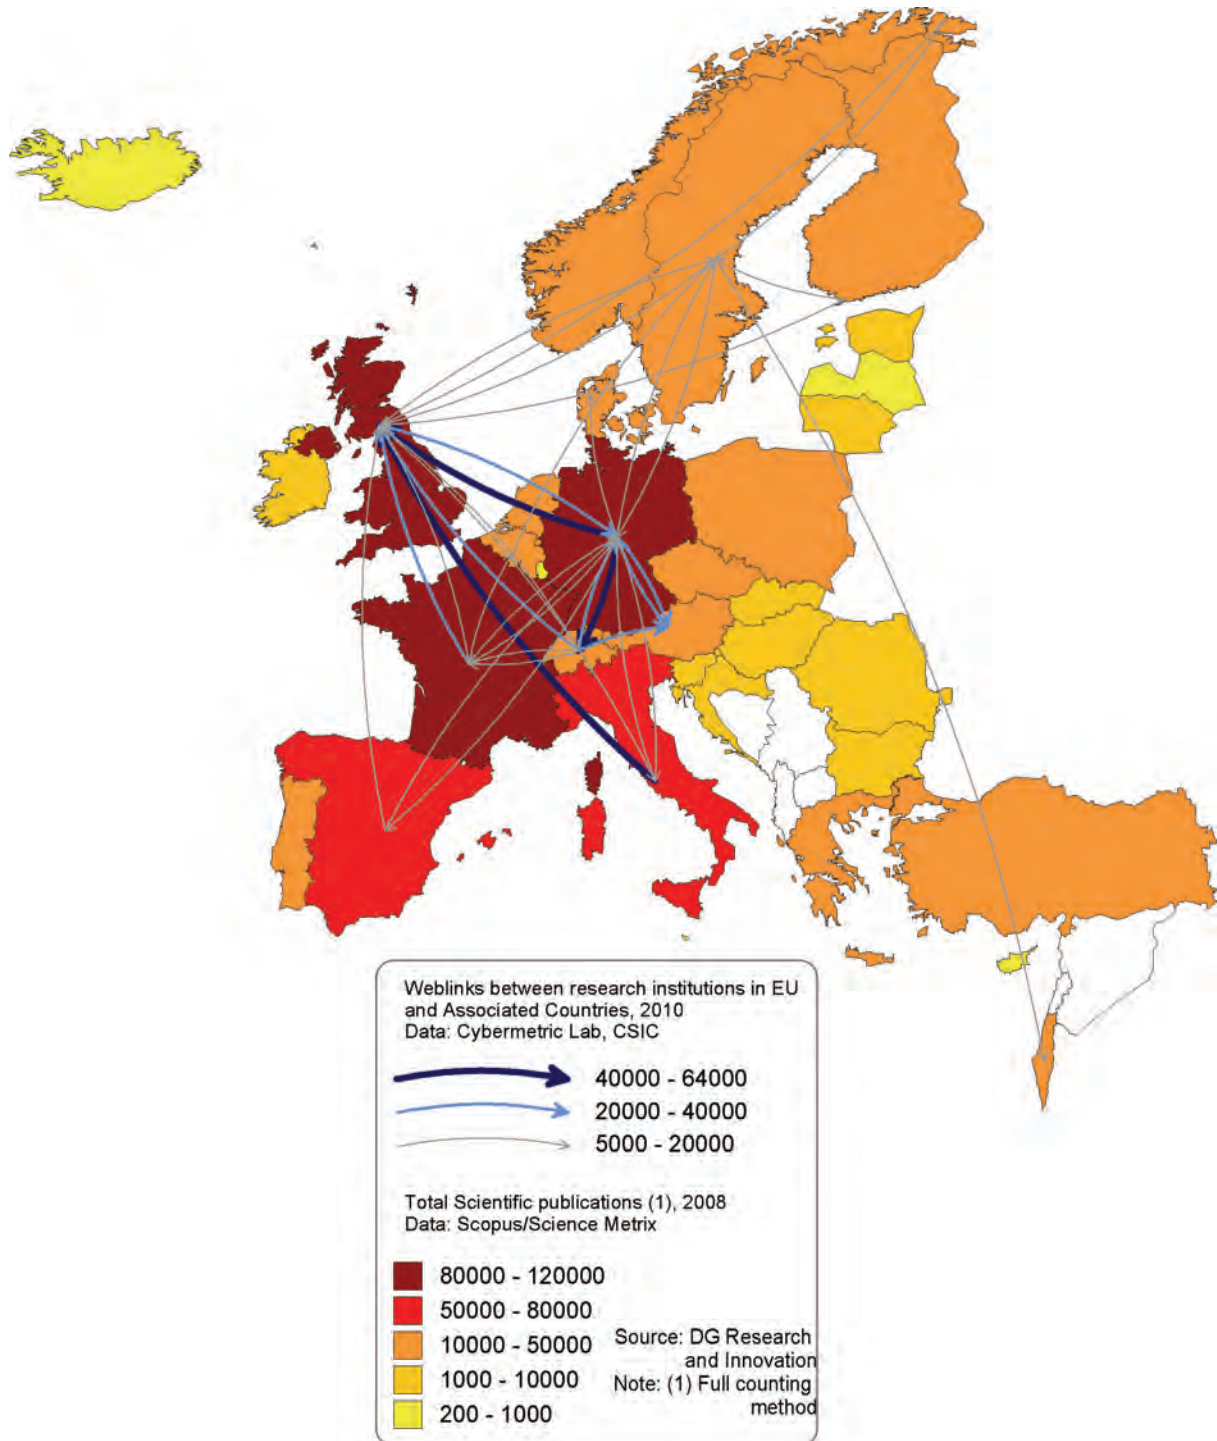 Weblinks between research institutions in EU
and Associated Countries, 2010
Data: Cybermetric Lab, CSIC
40000 - 64000
20000 - 40000
5000 - 20000
Total Scientific publications (1), 2008
Data: Scopus/Science Metrix
80000 - 120000
50000 - 80000
10000 - 50000
1000 - 10000
200 - 1000
Source: DG Research
and Innovation
Note: (1) Full counting
method